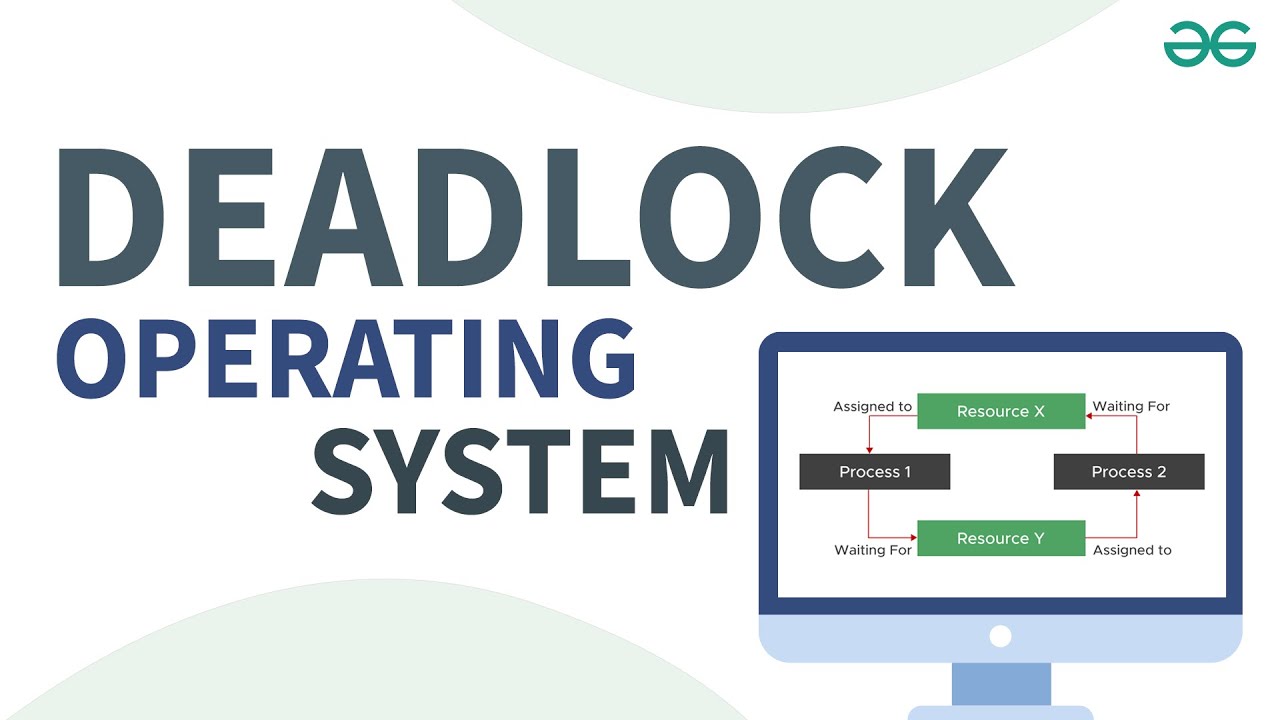 DEADLOCK
OPERATING
SYSTEM
Assigned to
Resource X
Waiting For
Process 1
Process 2
Waiting For
Resource Y
Assigned to